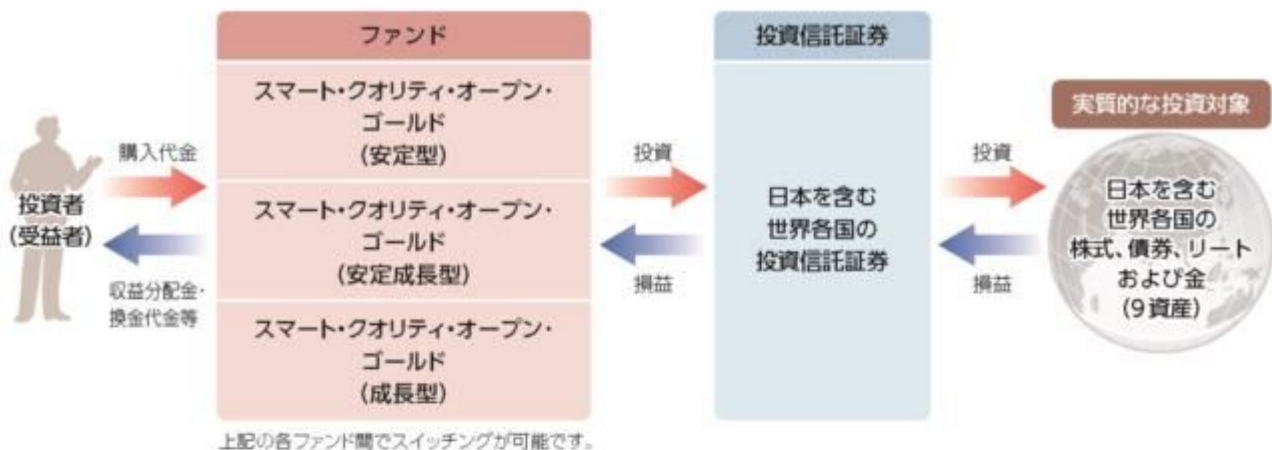 ファンド
スマート・クオリティ・オープン・
ゴールド
(安定型)
スマート・クオリティ・オープン・
ゴールド
(安定成長型)
スマート・クオリティ・オープン・
ゴールド
(成長型)
上記の各ファンド間でスイッチングが可能です。
投資者
(受益者)
購入代金
収益分配金・
換金代金等
投資
損益
投資信託証券
日本を含む
世界各国の
投資信託証券
投資
損益
実質的な投資対象
日本を含む
世界各国の
株式、債券、リート
および金
(9資産)